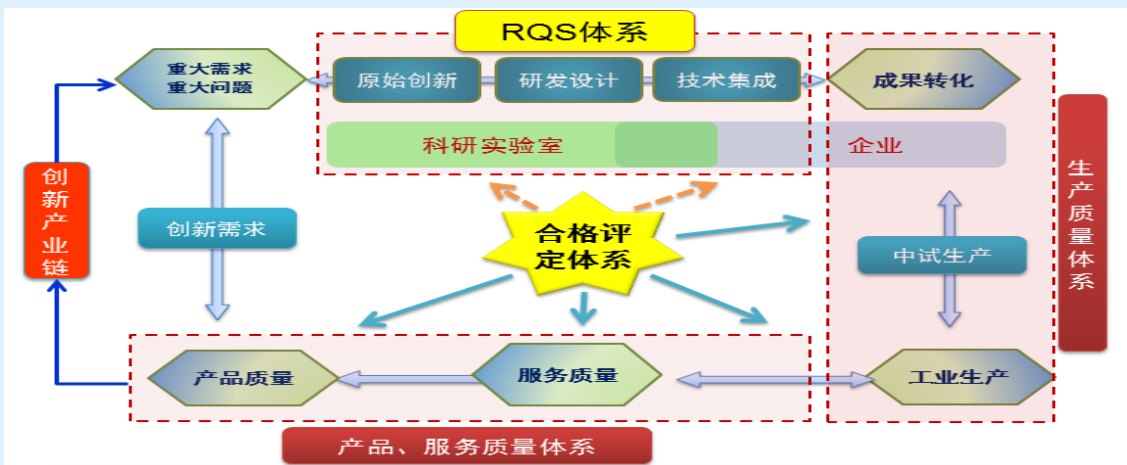 RQS体系
重大需求
重大问题
原始创新
研发设计
技术集成
成果转化
科研实验室
企业
创新产业链
创新需求
合格评
定体系
中试生产
生产质量体系
产品质量
服务质量
工业生产
产品、服务质量体系